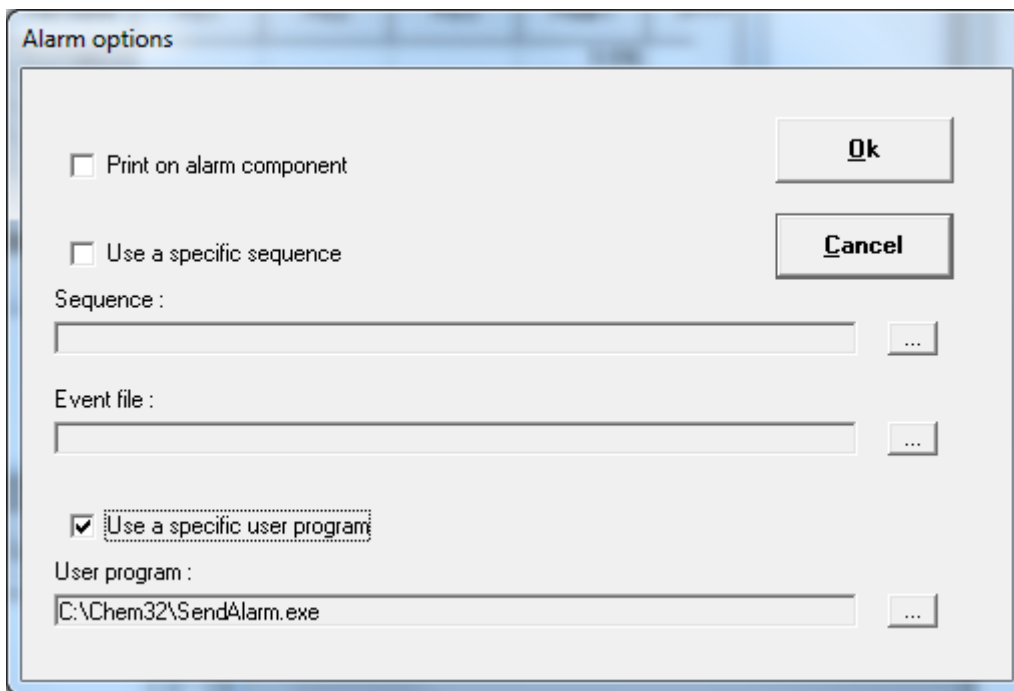 Alarm options
Print on alarm component
Ok
Use a specific sequence
Cancel
Sequence :
...
Event file :
...
Use a specific user program
User program :
C:\Chem32\SendAlarm.exe
...